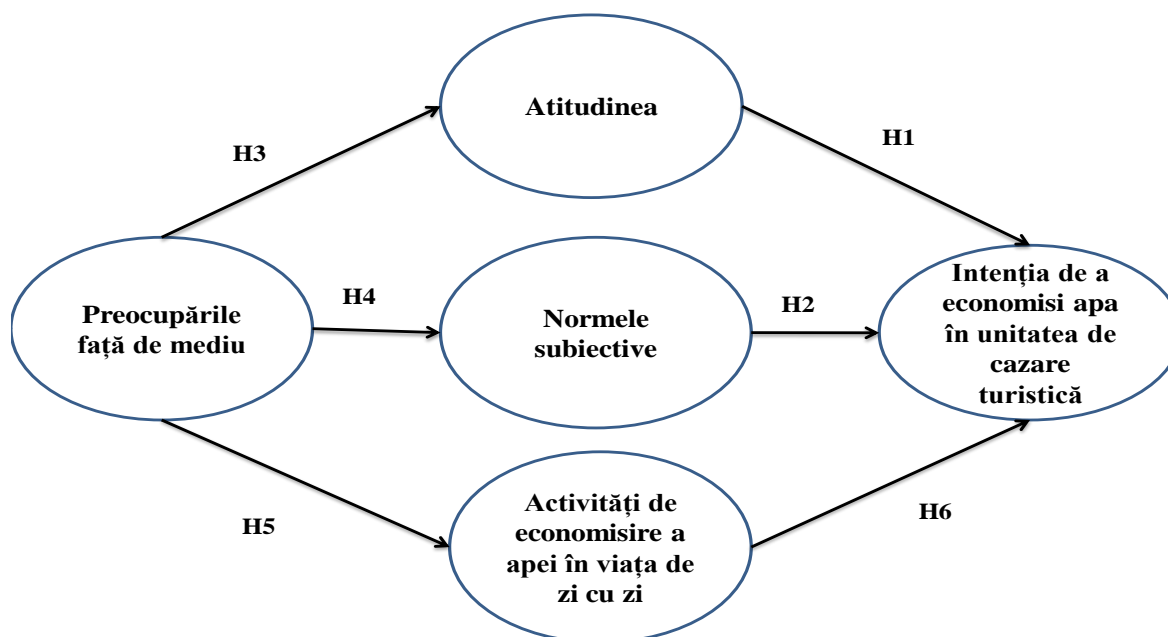 Atitudinea
H3
H1
Preocupările
față de mediu
H4
Normele
subiective
H2
Intenția de a
economisi apa
în unitatea de
cazare
turistică
H5
Activități de
economisire a
apei în viața de
zi cu zi
H6